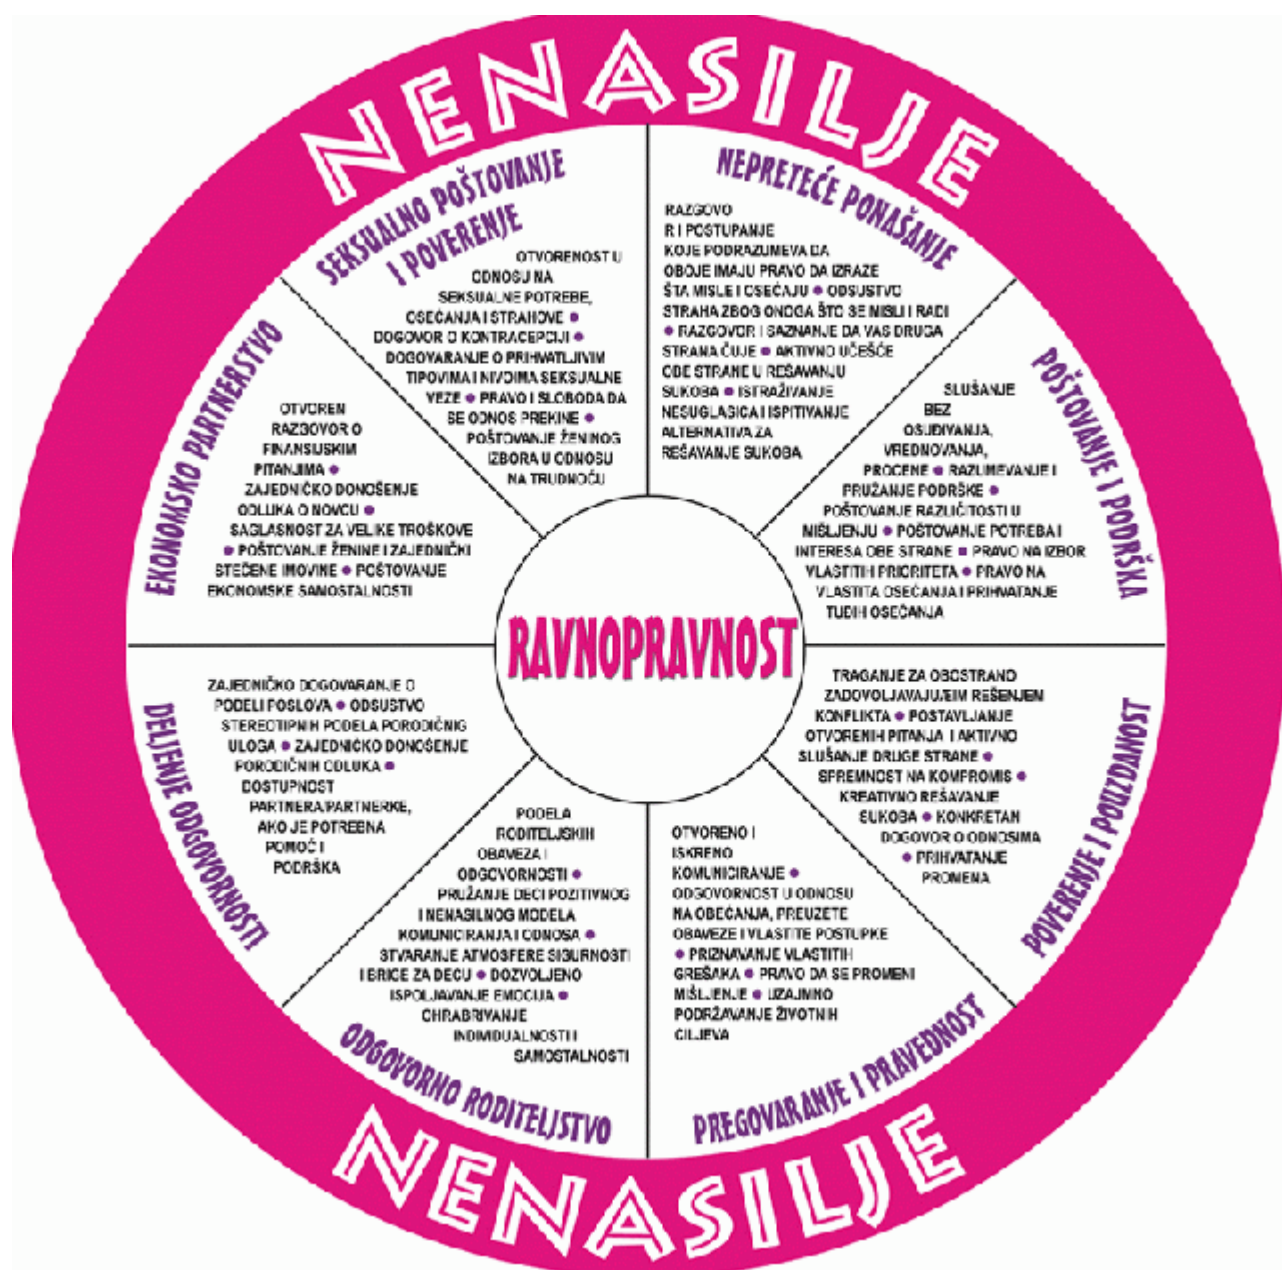 NENASILJE
NEPRETEĆE PONAŠANJE
RAZGOVO
R I POSTUPANJE
KOJE PODRAZUMEVA DA
OBOJE IMAJU PRAVO DA IZRAZE
ŠTA MISLE I OSEĆAJU ● ODSUSTVO
STRAHA ZBOG ONOGA ŠTO SE MISLI I RADI
● RAZGOVOR I SAZNANJE DA VAS DRUGA
STRANA ČUJE ● AKTIVNO UČEŠĆE
OBE STRANE U REŠAVANJU
SUKOBA ● ISTRAŽIVANJE
NESUGLASICA I ISPITIVANJE
ALTERNATIVA ZA
REŠAVANJE SUKOBA
POŠTOVANJE I PODRŠKA
SLUŠANJE
BEZ
OSUĐIVANJA,
VREDNOVANJA,
PROCENE ● RAZUMEVANJE I
PRUŽANJE PODRŠKE ●
POŠTOVANJE RAZLIČITOSTI U
MIŠLJENJU ● POŠTOVANJE POTREBA I
INTERESA OBE STRANE ● PRAVO NA IZBOR
VLASTITIH PRIORITETA ● PRAVO NA
VLASTITA OSEĆANJA I PRIHVATANJE
TUĐIH OSEĆANJA
POVERENJE I POUZDANOST
TRAGANJE ZA OBOSTRANO
ZADOVOLJAVAJU/EIM REŠENJEM
KONFLIKTA ● POSTAVLJANJE
OTVORENIH PITANJA I AKTIVNO
SLUŠANJE DRUGE STRANE ●
SPREMNOST NA KOMPROMIS ●
KREATIVNO REŠAVANJE
SUKOBA ● KONKRETAN
DOGOVOR O ODNOSIMA
● PRIHVATANJE
PROMENA
PREGOVARANJE I PRAVEDNOST
OTVORENO I
ISKRENO
KOMUNICIRANJE ●
ODGOVORNOST U ODNOSU
NA OBEĆANJA, PREUZETE
OBAVEZE I VLASTITE POSTUPKE
● PRIZNAVANJE VLASTITIH
GREŠAKA ● PRAVO DA SE PROMENI
MIŠLJENJE ● UZAJMNO
PODRŽAVANJE ŽIVOTNIH
CILJEVA
ODGOVORNO RODITELJSTVO
PODELA
RODITELJSKIH
OBAVEZA I
ODGOVORNOSTI ●
PRUŽANJE DECI POZITIVNOG
I NENASILNOG MODELA
KOMUNICIRANJA I ODNOSA ●
STVARANJE ATMOSFERE SIGURNOSTI
I BRIGE ZA DECU ● DOZVOLJENO
ISPOLJAVANJE EMOCIJA ●
OHRABRIVANJE
INDIVIDUALNOSTI I
SAMOSTALNOSTI
DELJENJE ODGOVORNOSTI
ZAJEDNIČKO DOGOVARANJE O
PODELI POSLOVA ● ODSUSTVO
STEREOTIPNIH PODELA PORODIČNIG
ULOGA ● ZAJEDNIČKO DONOŠENJE
PORODIČNIH ODLUKA ●
DOSTUPNOST
PARTNERA/PARTNERKE,
AKO JE POTREBNA
POMOĆ I
PODRŠKA
EKONOMSKO PARTNERSTVO
OTVOREN
RAZGOVOR O
FINANSIJSKIM
PITANJIMA ●
ZAJEDNIČKO DONOŠENJE
ODLUKA O NOVCU ●
SAGLASNOST ZA VELIKE TROŠKOVE
● POŠTOVANJE ŽENINE I ZAJEDNIČKI
STEČENE IMOVINE ● POŠTOVANJE
EKONOMSKE SAMOSTALNOSTI
SEKSUALNO POŠTOVANJE
I POVERENJE
OTVORENOST U
ODNOSU NA
SEKSUALNE POTREBE,
OSEĆANJA I STRAHOVE ●
DOGOVOR O KONTRACEPCIJI ●
DOGOVARANJE O PRIHVATLJIVIM
TIPOVIMA I NIVOIMA SEKSUALNE
VEZE ● PRAVO I SLOBODA DA
SE ODNOS PREKINE ●
POŠTOVANJE ŽENINOG
IZBORA U ODNOSU
NA TRUDNOĆU
RAVNOPRAVNOST
NENASILJE